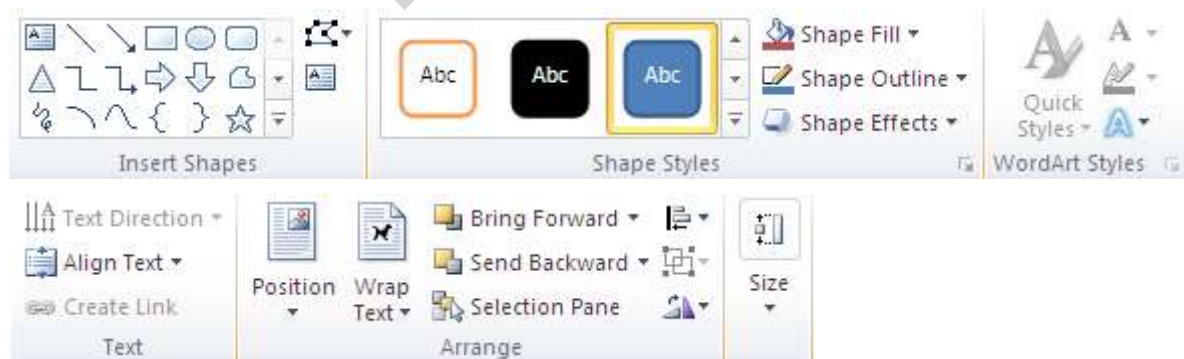 Abc Abc Abc
Shape Fill
Shape Outline
Shape Effects
Quick
Styles
A
Insert Shapes
Shape Styles
WordArt Styles
Text Direction
Align Text
Create Link
Text
Position
Wrap
Text
Bring Forward
Send Backward
Selection Pane
Arrange
Size